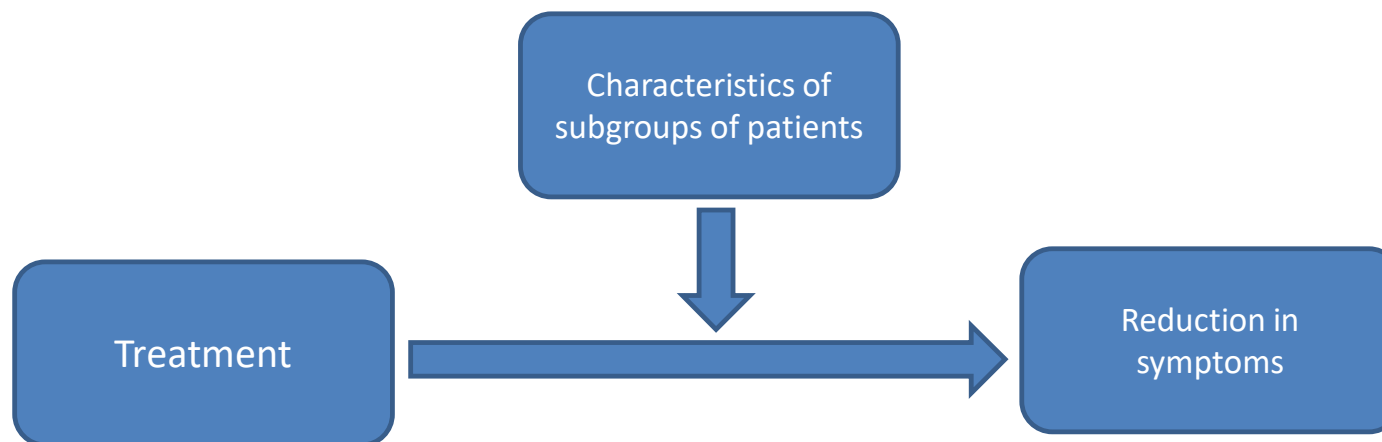 Characteristics of
subgroups of patients
Treatment
Reduction in
symptoms